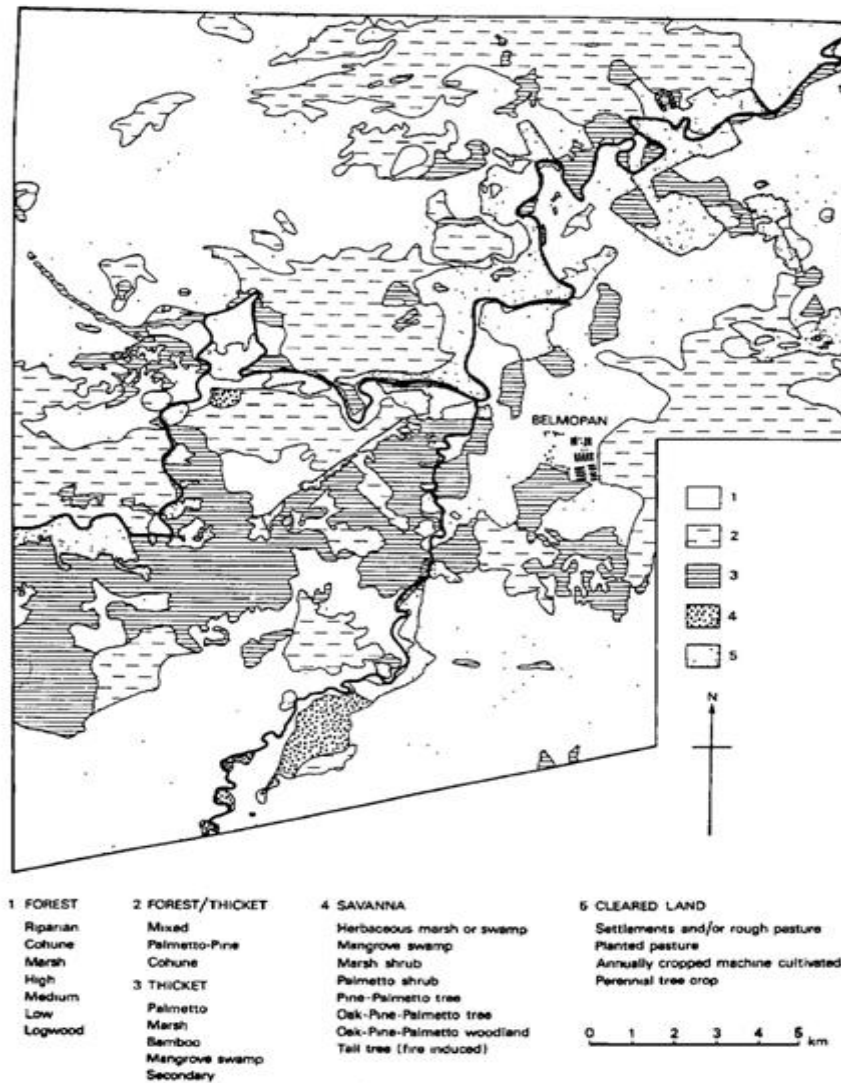 BELMOPAN
1
2
3
4
5
N
1 FOREST
Riparian
Cohune
Marsh
High
Medium
Low
Logwood
2 FOREST/THICKET
Mixed
Palmetto-Pine
Cohune
3 THICKET
Palmetto
Marsh
Bamboo
Mangrove swamp
Secondary
4 SAVANNA
Herbaceous marsh or swamp
Mangrove swamp
Marsh shrub
Palmetto shrub
Pine-Palmetto tree
Oak-Pine-Palmetto tree
Oak-Pine-Palmetto woodland
Tall tree (fire induced)
5 CLEARED LAND
Settlements and/or rough pasture
Planted pasture
Annually cropped machine cultivated
Perennial tree crop
0 1 2 3 4 5
km